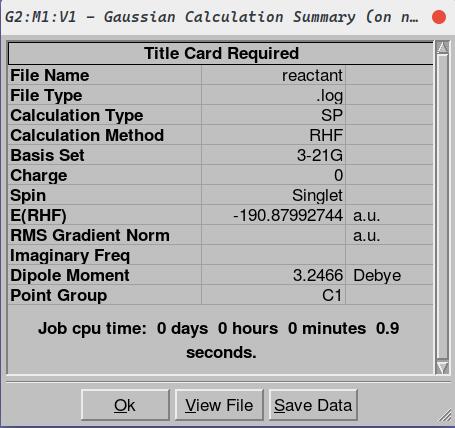 G2:M1:V1 – Gaussian Calculation Summary (on n...
Title Card Required
File Name reactant
File Type .log
Calculation Type SP
Calculation Method RHF
Basis Set 3-21G
Charge 0
Spin Singlet
E(RHF) -190.87992744 a.u.
RMS Gradient Norm a.u.
Imaginary Freq
Dipole Moment 3.2466 Debye
Point Group C1
Job cpu time: 0 days 0 hours 0 minutes 0.9
seconds.
Ok View File Save Data